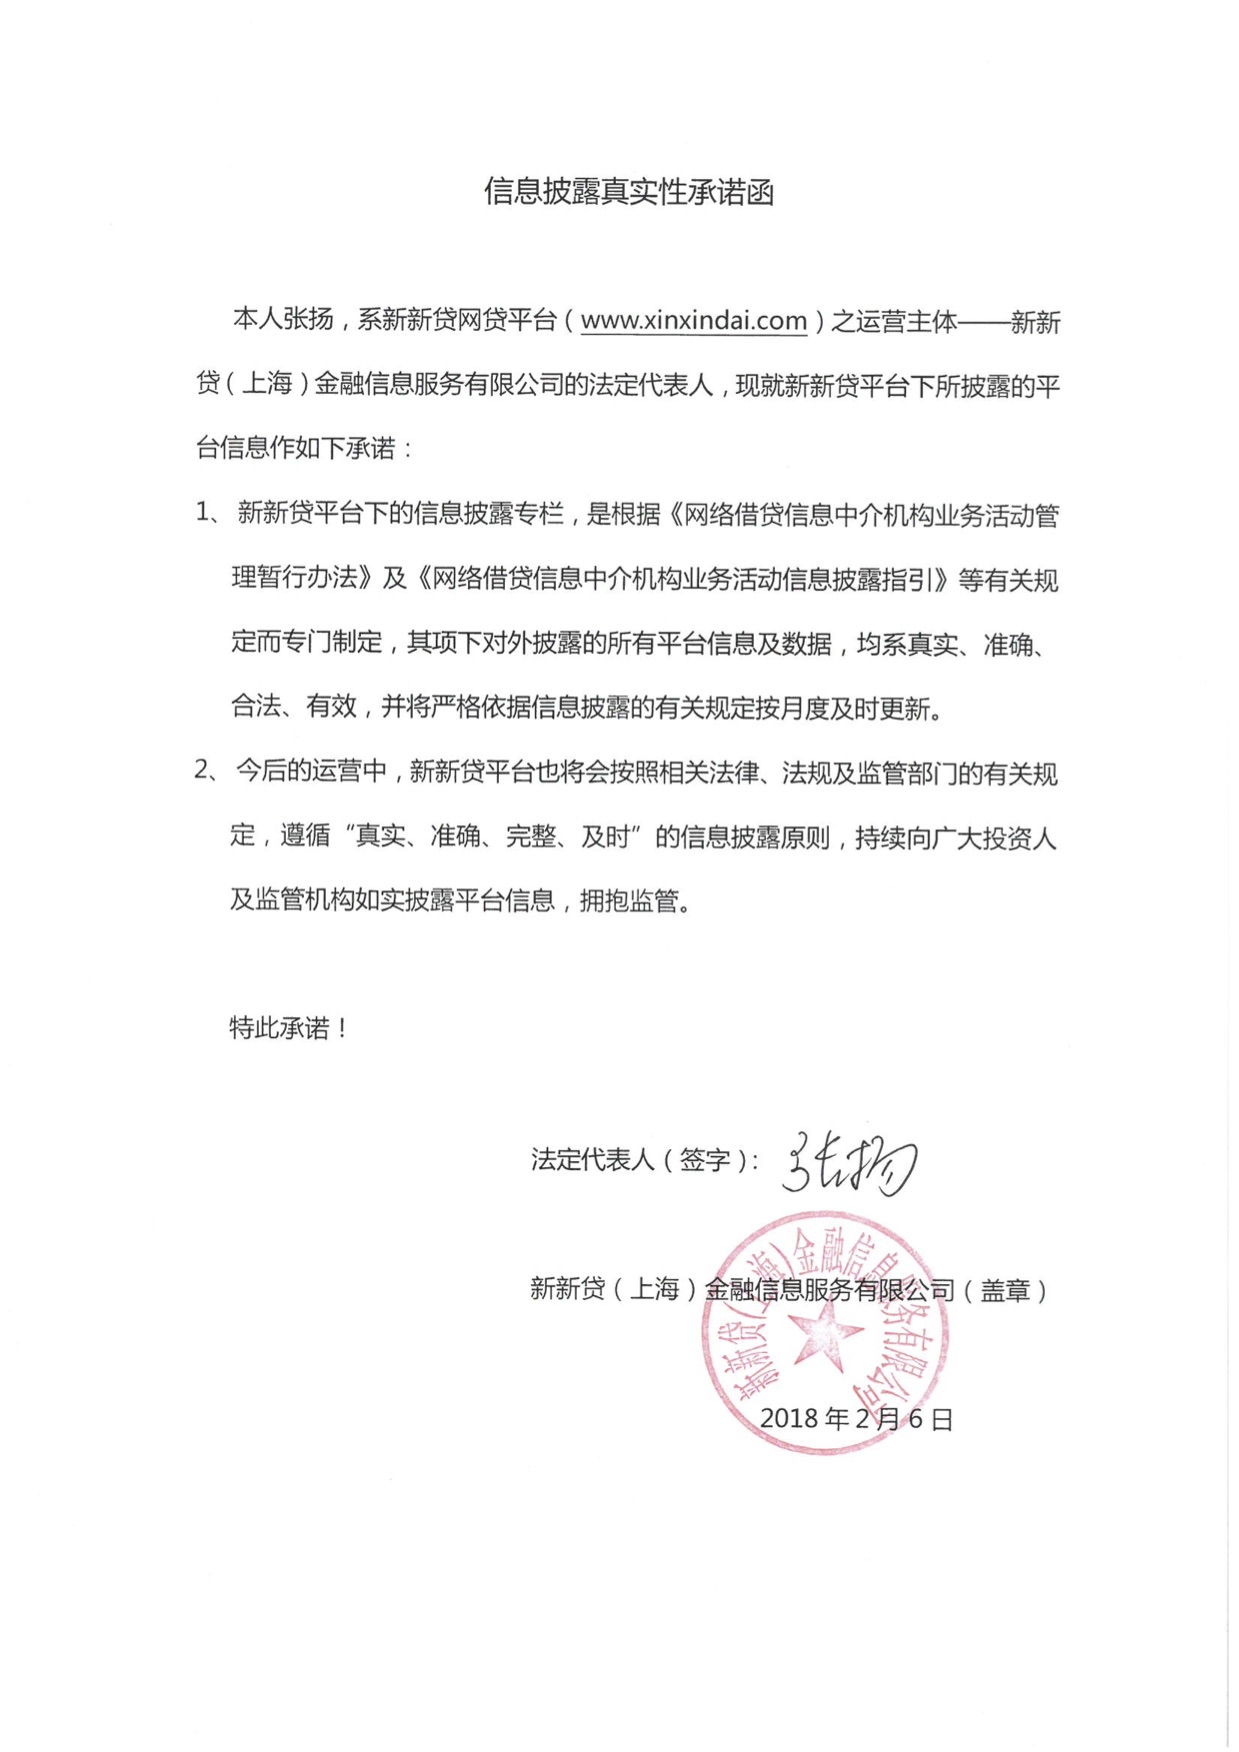 信息披露真实性承诺函
本人张扬，系新新贷网贷平台（www.xinxindai.com）之运营主体——新新
贷（上海）金融信息服务有限公司的法定代表人，现就新新贷平台下所披露的平
台信息作如下承诺：
1、 新新贷平台下的信息披露专栏，是根据《网络借贷信息中介机构业务活动管
理暂行办法》及《网络借贷信息中介机构业务活动信息披露指引》等有关规
定而专门制定，其项下对外披露的所有平台信息及数据，均系真实、准确、
合法、有效，并将严格依据信息披露的有关规定按月度及时更新。
2、 今后的运营中，新新贷平台也将会按照相关法律、法规及监管部门的有关规
定，遵循“真实、准确、完整、及时”的信息披露原则，持续向广大投资人
及监管机构如实披露平台信息，拥抱监管。
特此承诺！
法定代表人（签字）： 张扬
新新贷（上海）金融信息服务有限公司（盖章）
新新贷(上海)金融信息服务有限公司
2018 年 2 月 6 日